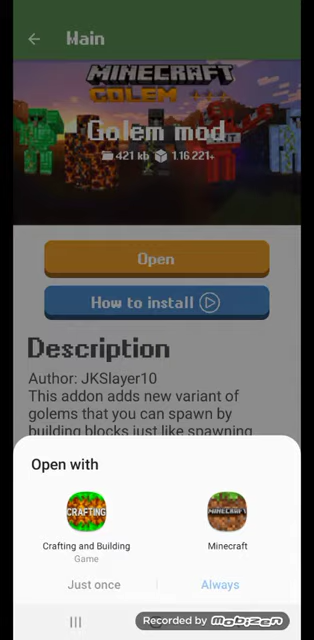 Main
MINECRAFT
GOLEM
Golem mod
421 kb 1.16.221+
Open
How to install
Description
Author: JKSlayer10
This addon adds new variant of
golems that you can spawn by
building blocks just like spawning
Open with
CRAFTING
MINECRAFT
Crafting and Building
Minecraft
Game
Just once
Always
Recorded by Mobizen